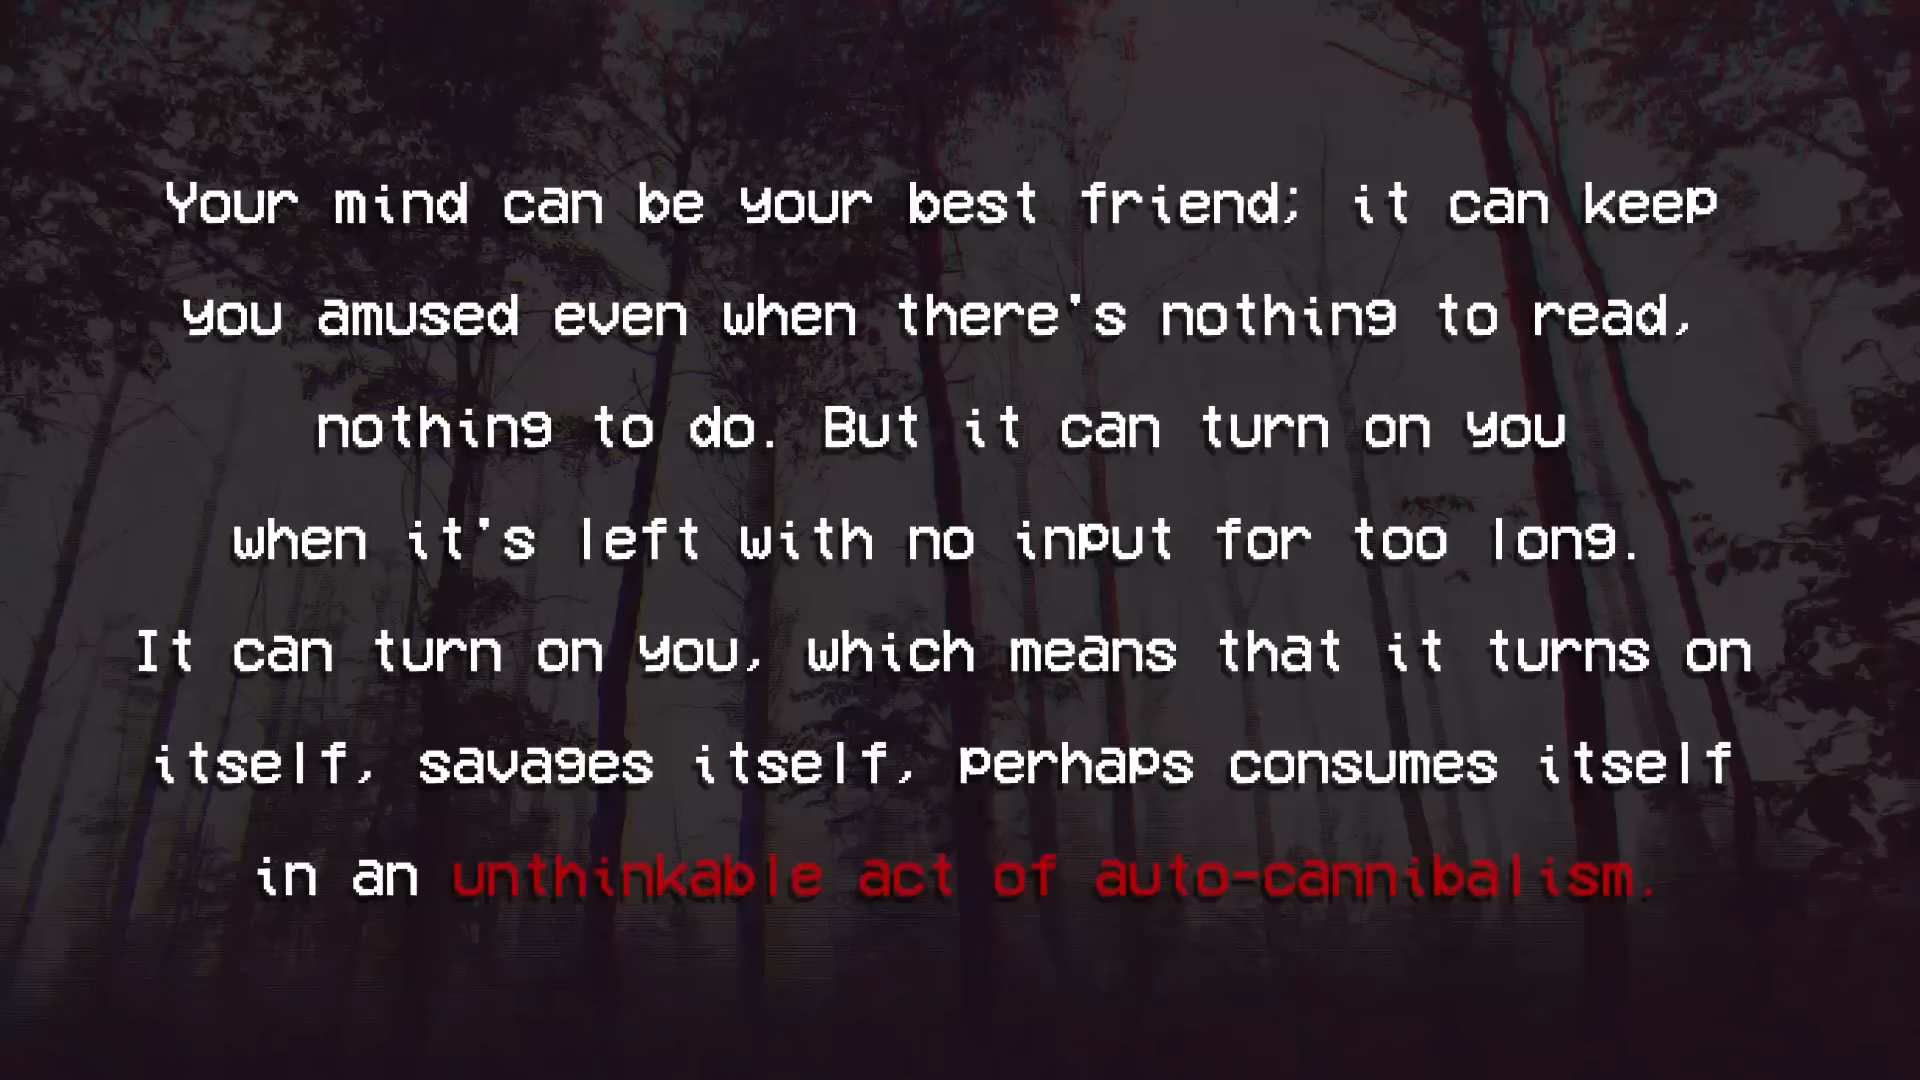 Your mind can be your best friend; it can keep
you amused even when there's nothing to read,
nothing to do. But it can turn on you
when it's left with no input for too long.
It can turn on you, which means that it turns on
itself, savages itself, perhaps consumes itself
in an unthinkable act of auto-cannibalism.